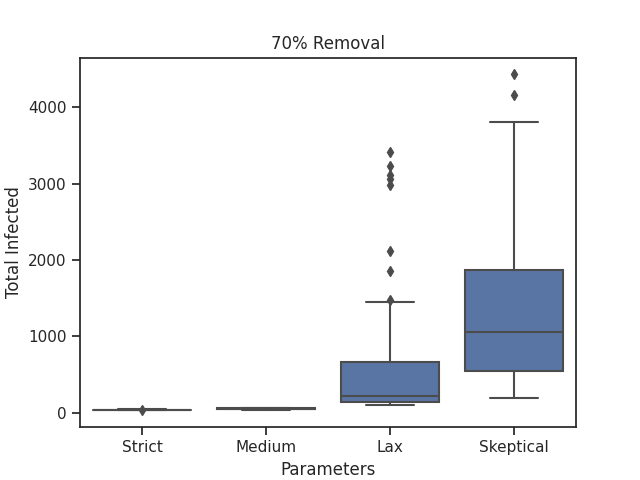 70% Removal
Total Infected
4000
3000
2000
1000
0
Strict Medium Lax Skeptical
Parameters